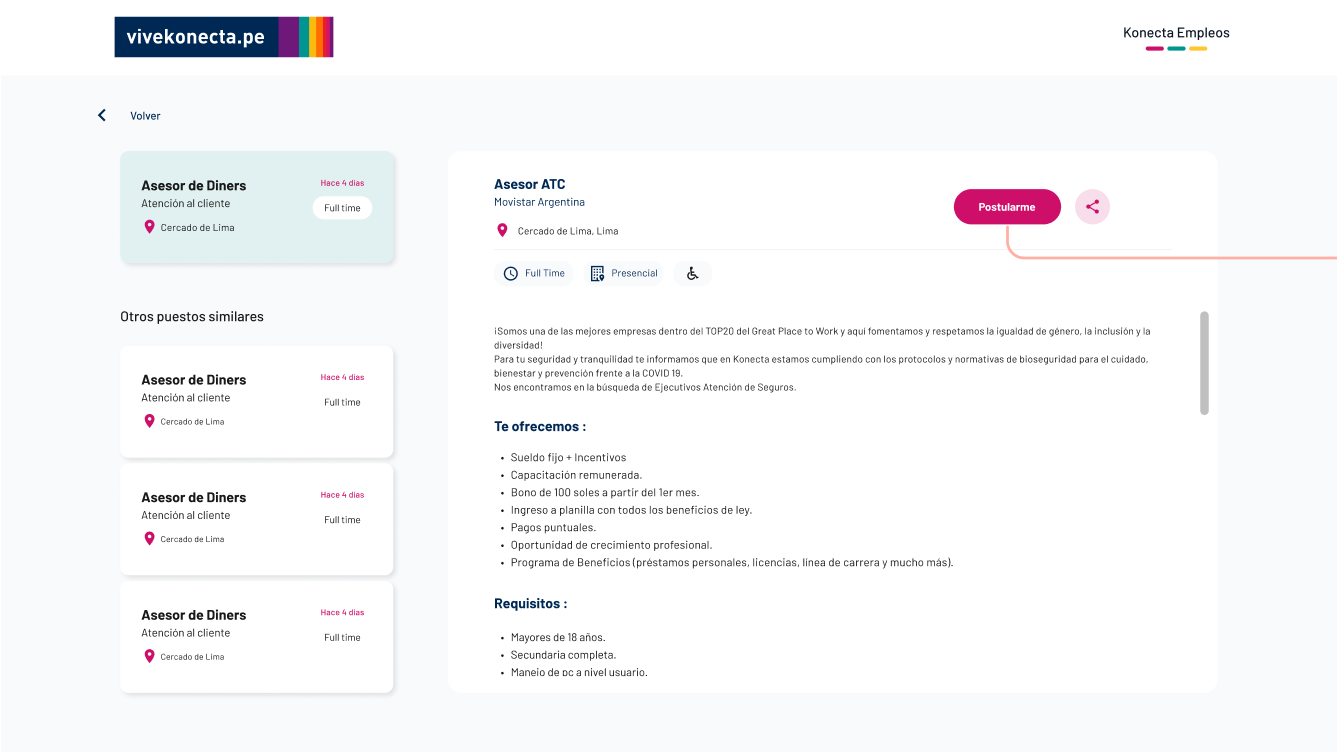 vivekonecta.pe
Konecta Empleos
Volver
Asesor de Diners
Hace 4 días
Atención al cliente
Full time
Cercado de Lima
Otros puestos similares
Asesor de Diners
Hace 4 días
Atención al cliente
Full time
Cercado de Lima
Asesor de Diners
Hace 4 días
Atención al cliente
Full time
Cercado de Lima
Asesor de Diners
Hace 4 días
Atención al cliente
Full time
Cercado de Lima
Asesor ATC
Movistar Argentina
Cercado de Lima, Lima
Postularme
Full Time
Presencial
¡Somos una de las mejores empresas dentro del TOP20 del Great Place to Work y aquí fomentamos y respetamos la igualdad de género, la inclusión y la
diversidad!
Para tu seguridad y tranquilidad te informamos que en Konecta estamos cumpliendo con los protocolos y normativas de bioseguridad para el cuidado,
bienestar y prevención frente a la COVID 19.
Nos encontramos en la búsqueda de Ejecutivos Atención de Seguros.
Te ofrecemos :
• Sueldo fijo + Incentivos
• Capacitación remunerada.
• Bono de 100 soles a partir del 1er mes.
• Ingreso a planilla con todos los beneficios de ley.
• Pagos puntuales.
• Oportunidad de crecimiento profesional.
• Programa de Beneficios (préstamos personales, licencias, línea de carrera y mucho más).
Requisitos :
• Mayores de 18 años.
• Secundaria completa.
• Manejo de pc a nivel usuario.